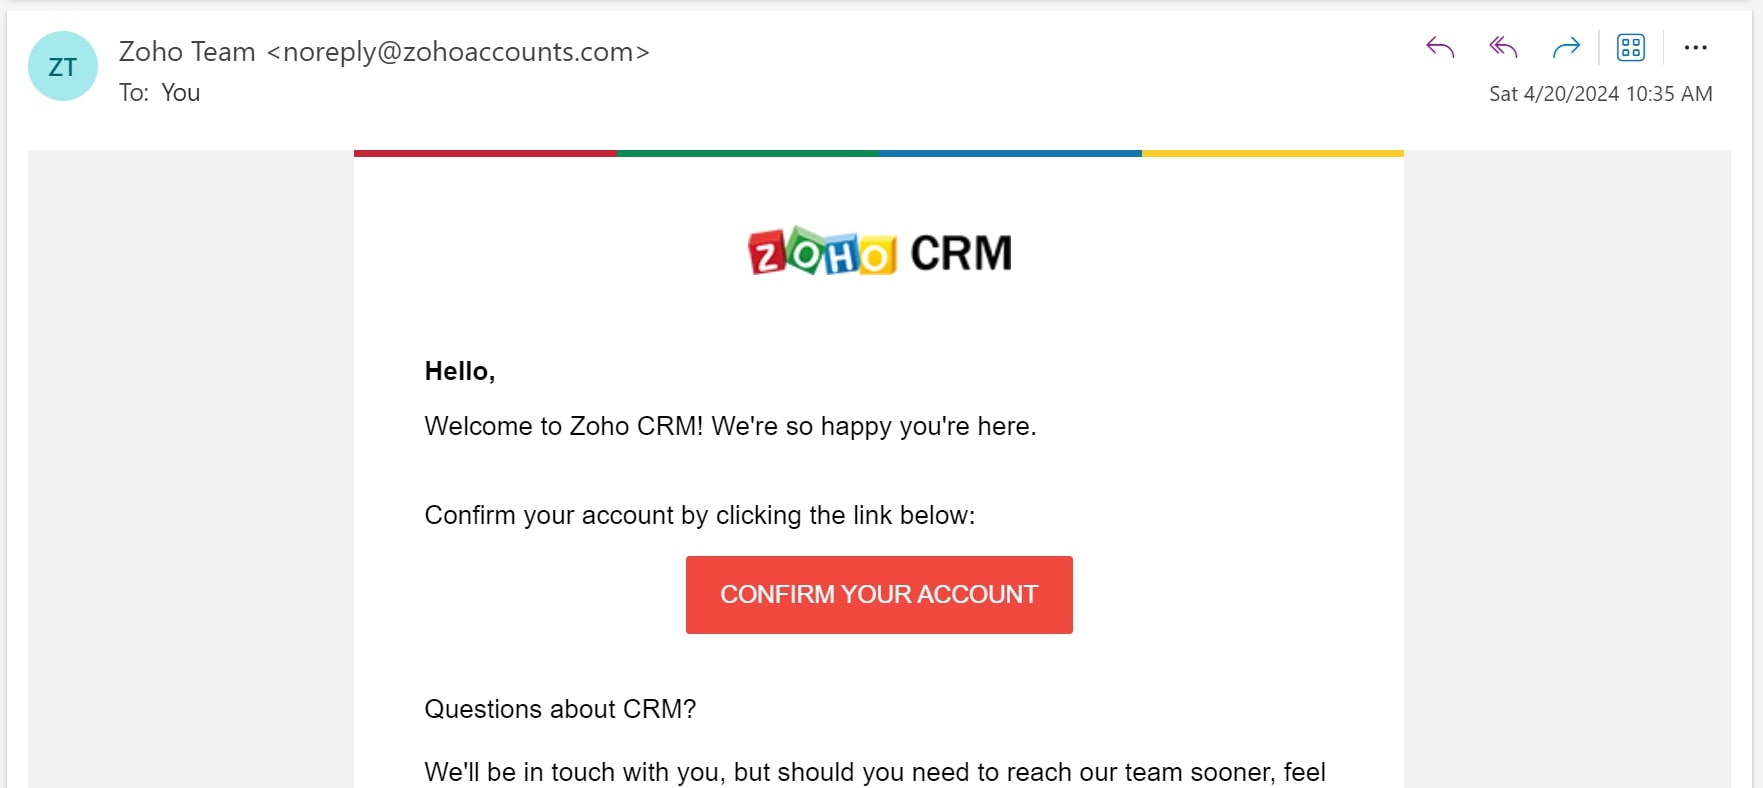 ZT
Zoho Team <noreply@zohoaccounts.com>
To: You
Sat 4/20/2024 10:35 AM
ZOHO CRM
Hello,
Welcome to Zoho CRM! We're so happy you're here.
Confirm your account by clicking the link below:
CONFIRM YOUR ACCOUNT
Questions about CRM?
We'll be in touch with you, but should you need to reach our team sooner, feel